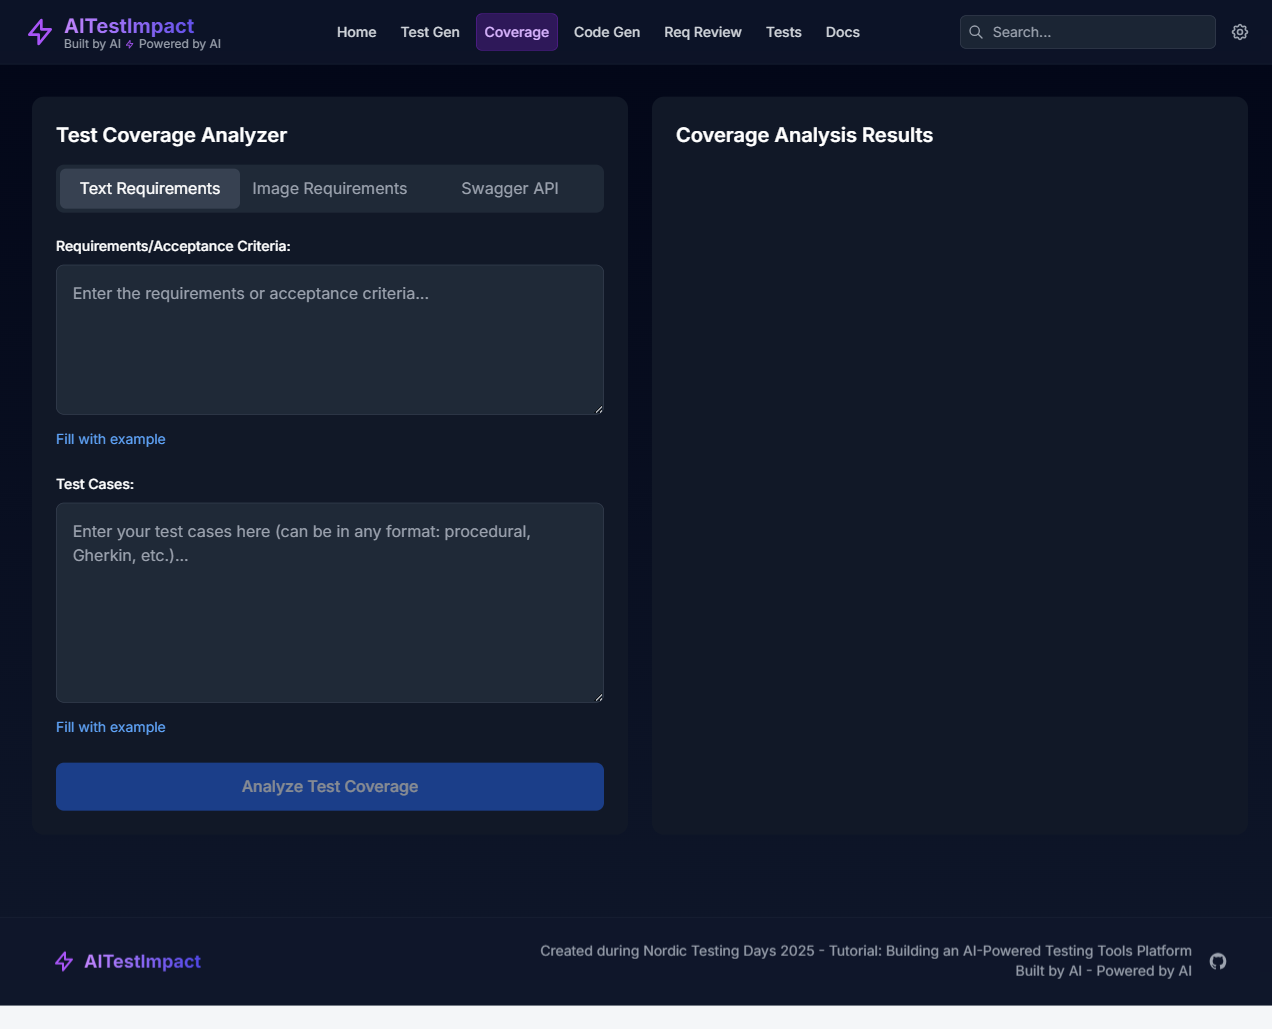 AITestImpact
Built by AI ⚡ Powered by AI
Home
Test Gen
Coverage
Code Gen
Req Review
Tests
Docs
Search...
Test Coverage Analyzer
Text Requirements
Image Requirements
Swagger API
Requirements/Acceptance Criteria:
Enter the requirements or acceptance criteria...
Fill with example
Test Cases:
Enter your test cases here (can be in any format: procedural,
Gherkin, etc.)...
Fill with example
Analyze Test Coverage
Coverage Analysis Results
AITestImpact
Created during Nordic Testing Days 2025 - Tutorial: Building an AI-Powered Testing Tools Platform
Built by AI - Powered by AI